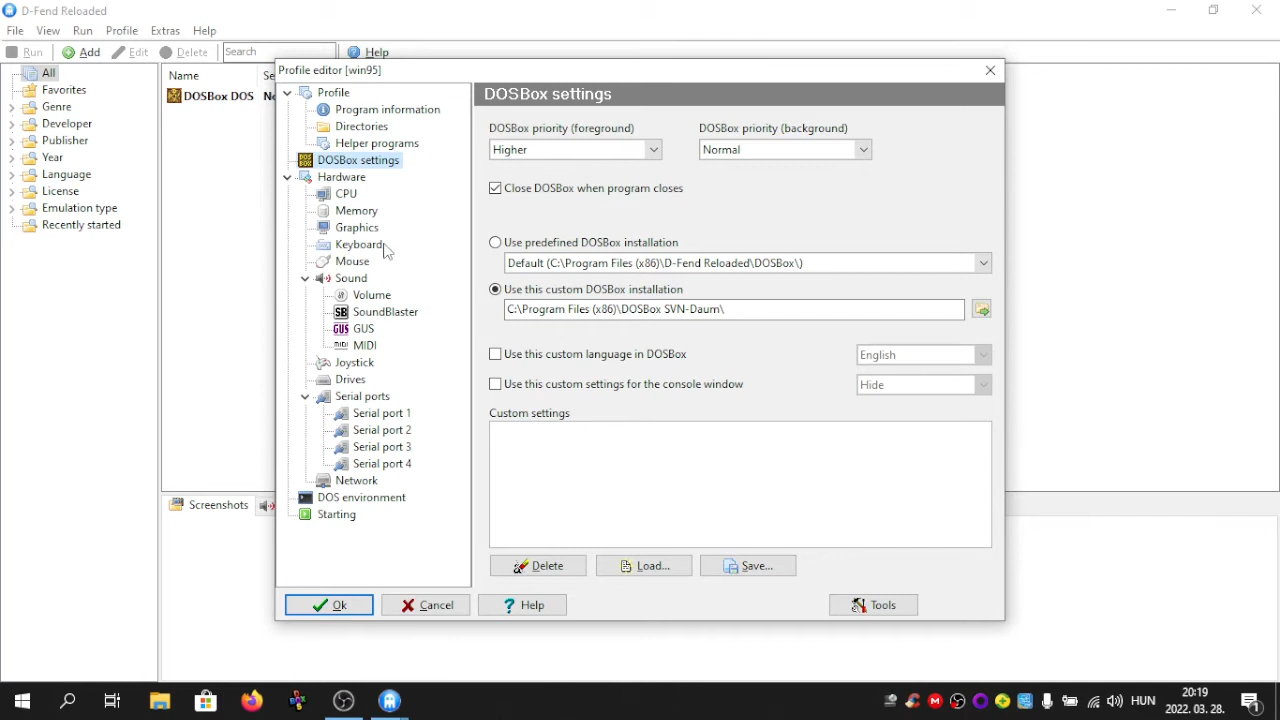 D-Fend Reloaded
File View Run Profile Extras Help
Run Add Edit Delete Search Help
All
Favorites
Genre
Developer
Publisher
Year
Language
License
Emulation type
Recently started
Name Se
DOSBox DOS No
Screenshots
Profile editor [win95]
Profile
Program information
Directories
Helper programs
DOSBox settings
Hardware
CPU
Memory
Graphics
Keyboard
Mouse
Sound
Volume
SB SoundBlaster
GUS GUS
MIDI MIDI
Joystick
Drives
Serial ports
Serial port 1
Serial port 2
Serial port 3
Serial port 4
Network
DOS environment
Starting
DOSBox settings
DOSBox priority (foreground) DOSBox priority (background)
Higher Normal
Close DOSBox when program closes
Use predefined DOSBox installation
Default (C:\Program Files (x86)\D-Fend Reloaded\DOSBox\)
Use this custom DOSBox installation
C:\Program Files (x86)\DOSBox SVN-Daum\
Use this custom language in DOSBox English
Use this custom settings for the console window Hide
Custom settings
Delete Load... Save...
Ok Cancel Help Tools
HUN
20:19
2022. 03. 28.
1